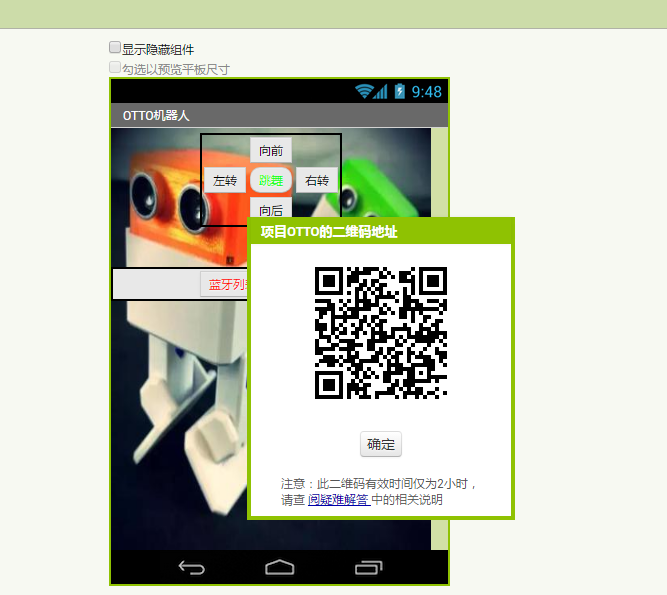 显示隐藏组件
勾选以预览平板尺寸
9:48
OTTO机器人
向前
左转
跳舞
右转
向后
项目OTTO的二维码地址
蓝牙列
确定
注意：此二维码有效时间仅为2小时，
请查 阅疑难解答 中的相关说明